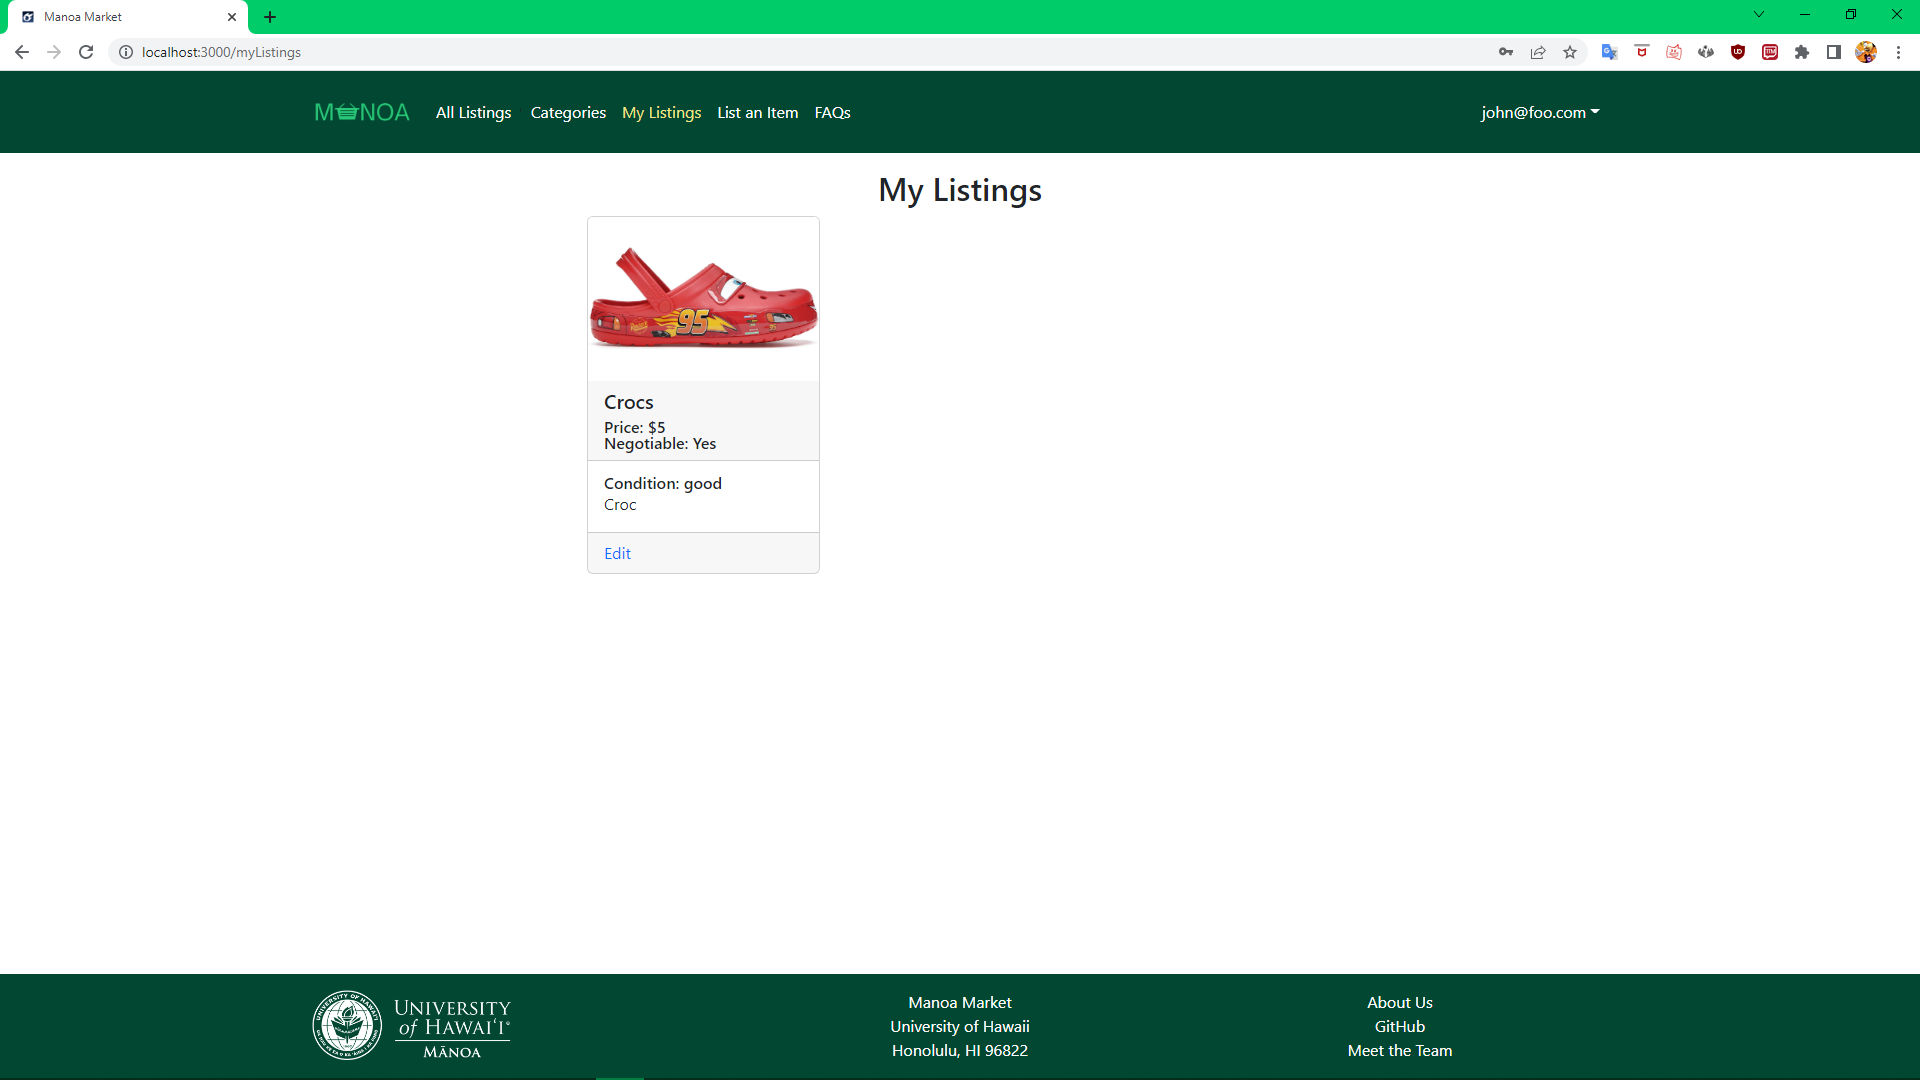 Manoa Market
localhost:3000/myListings
M NOA
All Listings
Categories
My Listings
List an Item
FAQs
john@foo.com
My Listings
95
Crocs
Price: $5
Negotiable: Yes
Condition: good
Croc
Edit
UNIVERSITY
of HAWAIʻI®
MĀNOA
Manoa Market
University of Hawaii
Honolulu, HI 96822
About Us
GitHub
Meet the Team